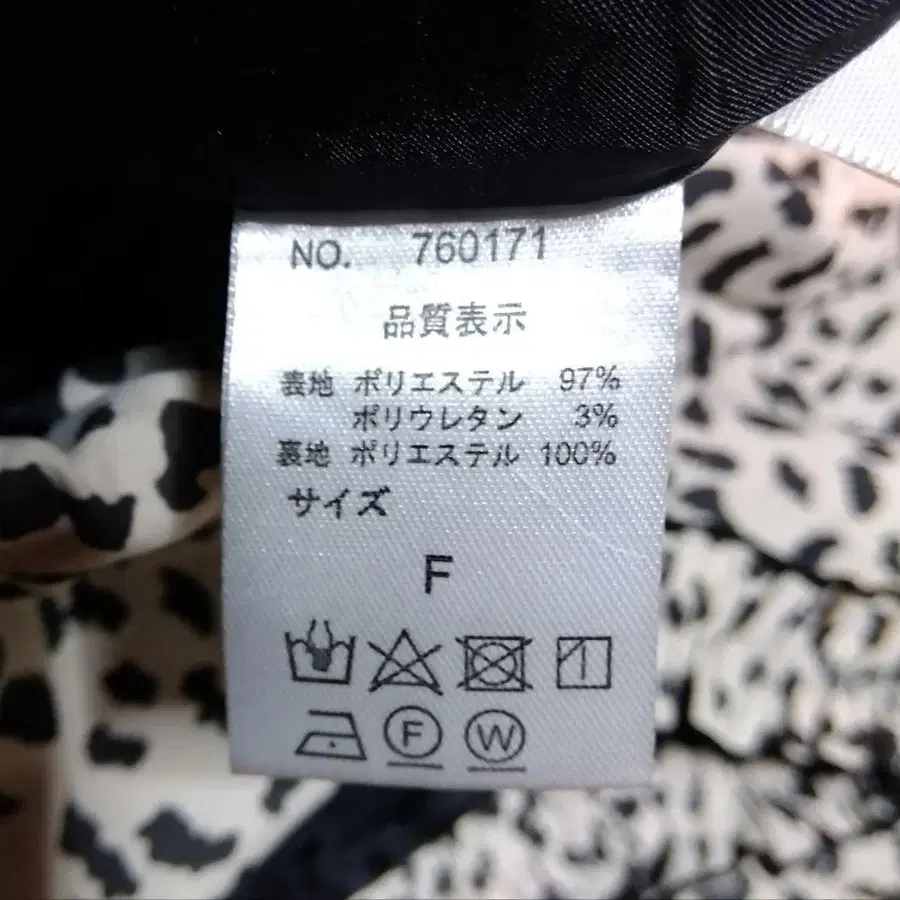 NO. 760171
品質表示
表地 ポリエステル 97%
ポリウレタン 3%
裏地 ポリエステル 100%
サイズ
F
F W